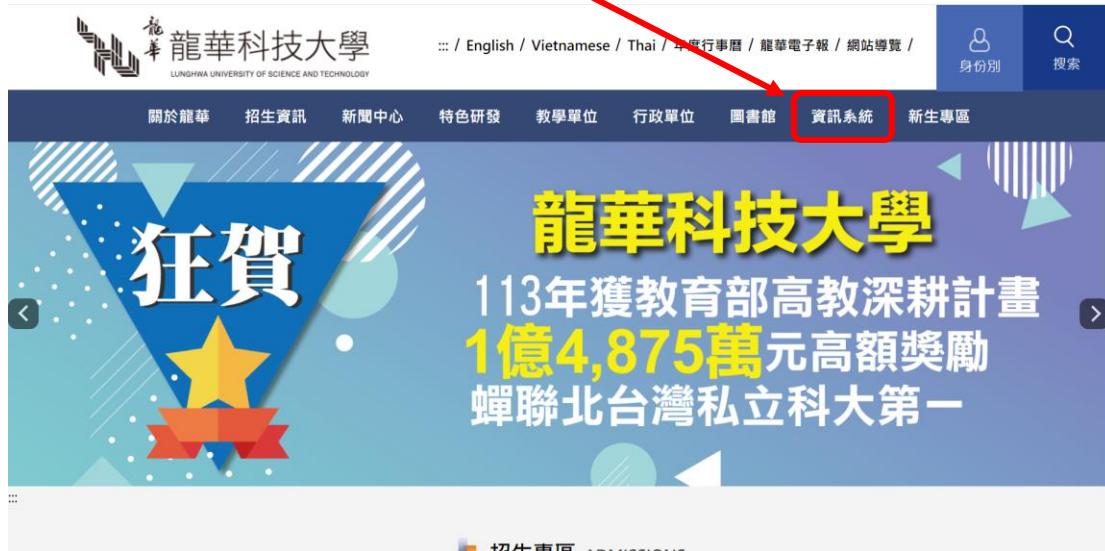 龍華
龍華科技大學
LUNGHWA UNIVERSITY OF SCIENCE AND TECHNOLOGY
::: / English / Vietnamese / Thai / 年度行事曆 / 龍華電子報 / 網站導覽 /
身份別
搜索
關於龍華 招生資訊 新聞中心 特色研發 教學單位 行政單位 圖書館 資訊系統 新生專區
狂賀
龍華科技大學
113年獲教育部高教深耕計畫
1億4,875萬元高額獎勵
蟬聯北台灣私立科大第一
:::
招生專區 ADMISSIONS